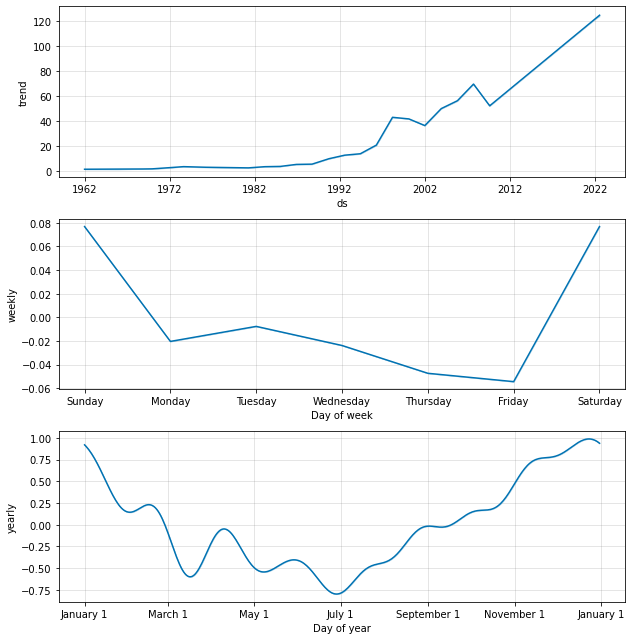 120
100
80
60
40
20
0
trend
1962 1972 1982 1992 2002 2012 2022
ds
0.08
0.06
0.04
0.02
0.00
−0.02
−0.04
−0.06
weekly
Sunday Monday Tuesday Wednesday Thursday Friday Saturday
Day of week
1.00
0.75
0.50
0.25
0.00
−0.25
−0.50
−0.75
yearly
January 1 March 1 May 1 July 1 September 1 November 1 January 1
Day of year